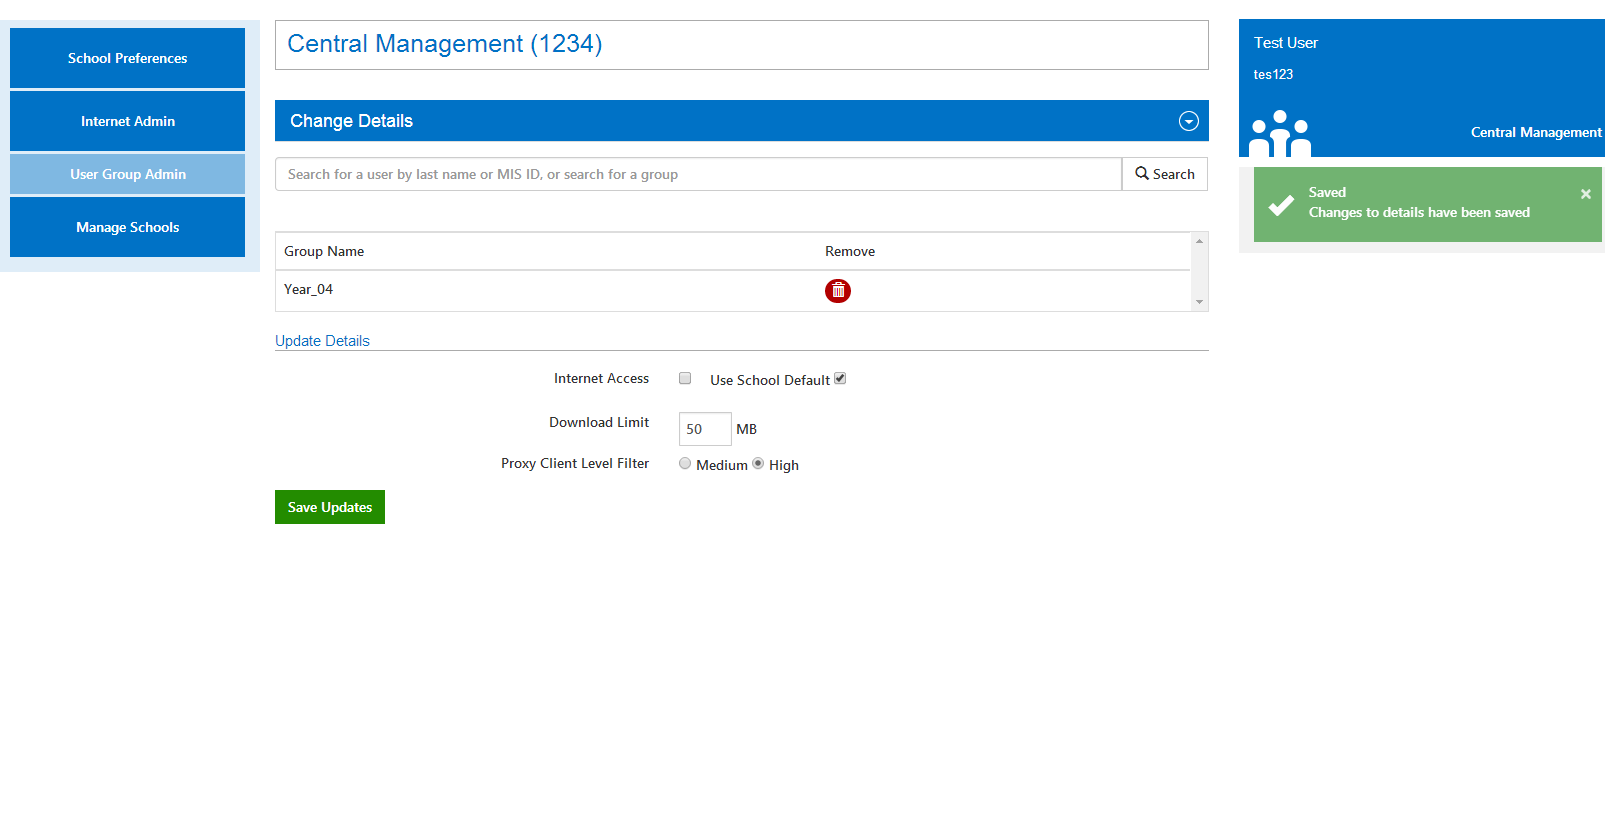 School Preferences
Internet Admin
User Group Admin
Manage Schools
Central Management (1234)
Change Details
Search for a user by last name or MIS ID, or search for a group
Search
Group Name Remove
Year_04
Update Details
Internet Access Use School Default
Download Limit 50 MB
Proxy Client Level Filter Medium High
Save Updates
Test User
tes123
Central Management
Saved
Changes to details have been saved